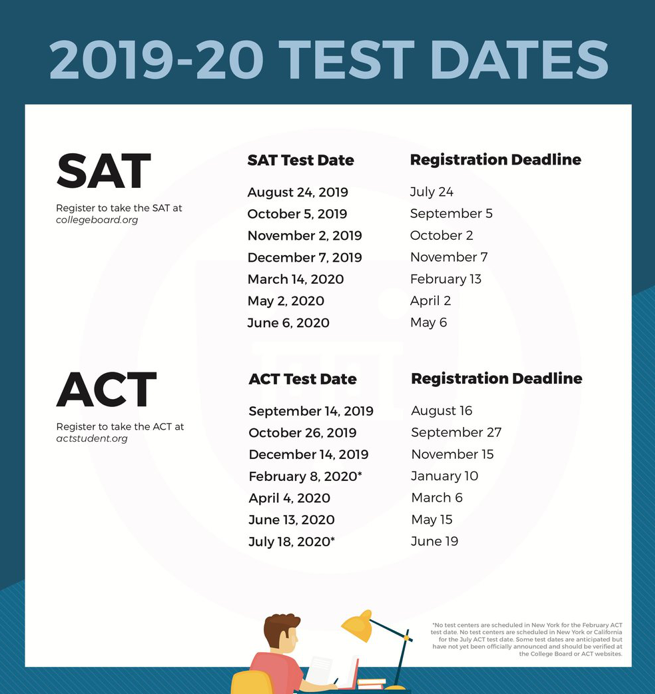 2019-20 TEST DATES
SAT
Register to take the SAT at
collegeboard.org
SAT Test Date Registration Deadline
August 24, 2019 July 24
October 5, 2019 September 5
November 2, 2019 October 2
December 7, 2019 November 7
March 14, 2020 February 13
May 2, 2020 April 2
June 6, 2020 May 6
ACT
Register to take the ACT at
actstudent.org
ACT Test Date Registration Deadline
September 14, 2019 August 16
October 26, 2019 September 27
December 14, 2019 November 15
February 8, 2020* January 10
April 4, 2020 March 6
June 13, 2020 May 15
July 18, 2020* June 19
*No test centers are scheduled in New York for the February ACT
test date. No test centers are scheduled in New York or California
for the July ACT test date. Some test dates are anticipated but
have not yet been officially announced and should be verified at
the College Board or ACT websites.